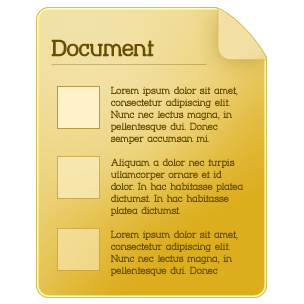 Document
Lorem ipsum dolor sit amet,
consectetur adipiscing elit.
Nunc nec lectus magna, in
pellentesque dui. Donec
semper accumsan mi.
Aliquam a dolor nec turpis
ullamcorper ornare et id
dolor. In hac habitasse platea
dictumst. In hac habitasse
platea dictumst.
Lorem ipsum dolor sit amet,
consectetur adipiscing elit.
Nunc nec lectus magna, in
pellentesque dui. Donec